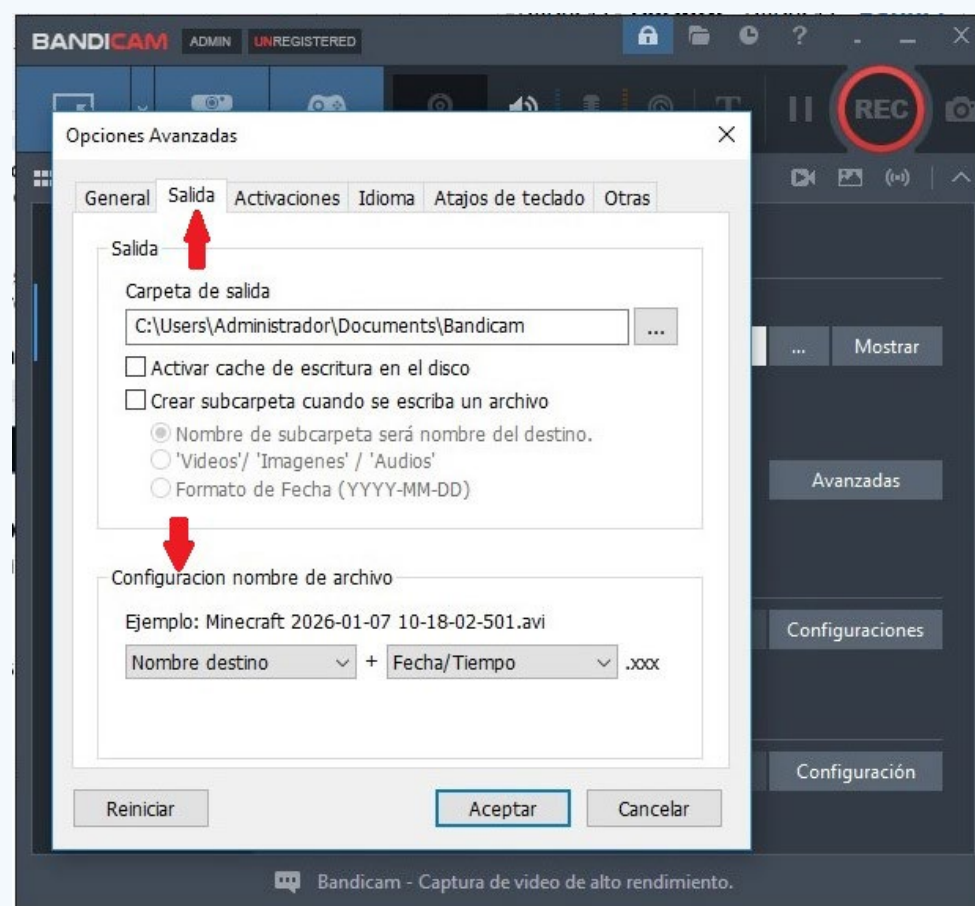 BANDICAM ADMIN UNREGISTERED
REC
Opciones Avanzadas
General Salida Activaciones Idioma Atajos de teclado Otras
Salida
Carpeta de salida
C:\Users\Administrador\Documents\Bandicam ...
... Mostrar
Activar cache de escritura en el disco
Crear subcarpeta cuando se escriba un archivo
Nombre de subcarpeta será nombre del destino.
'Videos'/ 'Imagenes' / 'Audios'
Formato de Fecha (YYYY-MM-DD)
Avanzadas
Configuracion nombre de archivo
Ejemplo: Minecraft 2026-01-07 10-18-02-501.avi
Configuraciones
Nombre destino + Fecha/Tiempo .xxx
Configuración
Reiniciar Aceptar Cancelar
Bandicam - Captura de video de alto rendimiento.